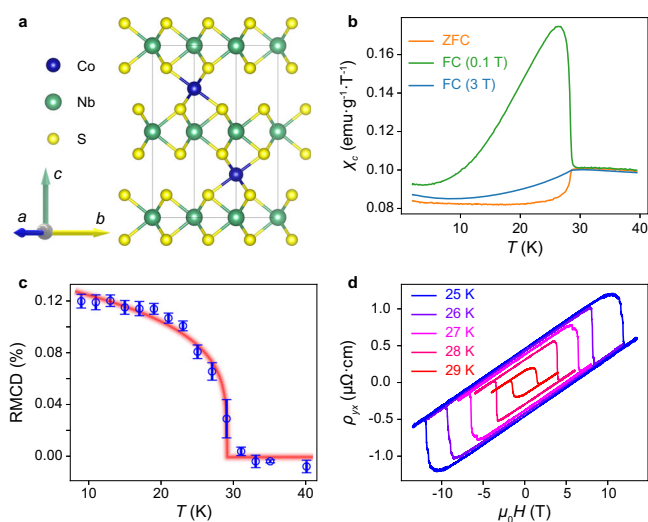 a
Co
Nb
S
c
a
b
b
ZFC
FC (0.1 T)
FC (3 T)
χc (emu·g⁻¹·T⁻¹)
0.16
0.14
0.12
0.10
0.08
10 20 30 40
T (K)
c
RMCD (%)
0.12
0.08
0.04
0.00
10 20 30 40
T (K)
d
25 K
26 K
27 K
28 K
29 K
ρyx (μΩ·cm)
1.0
0.5
0.0
-0.5
-1.0
-10 -5 0 5 10
μ₀H (T)